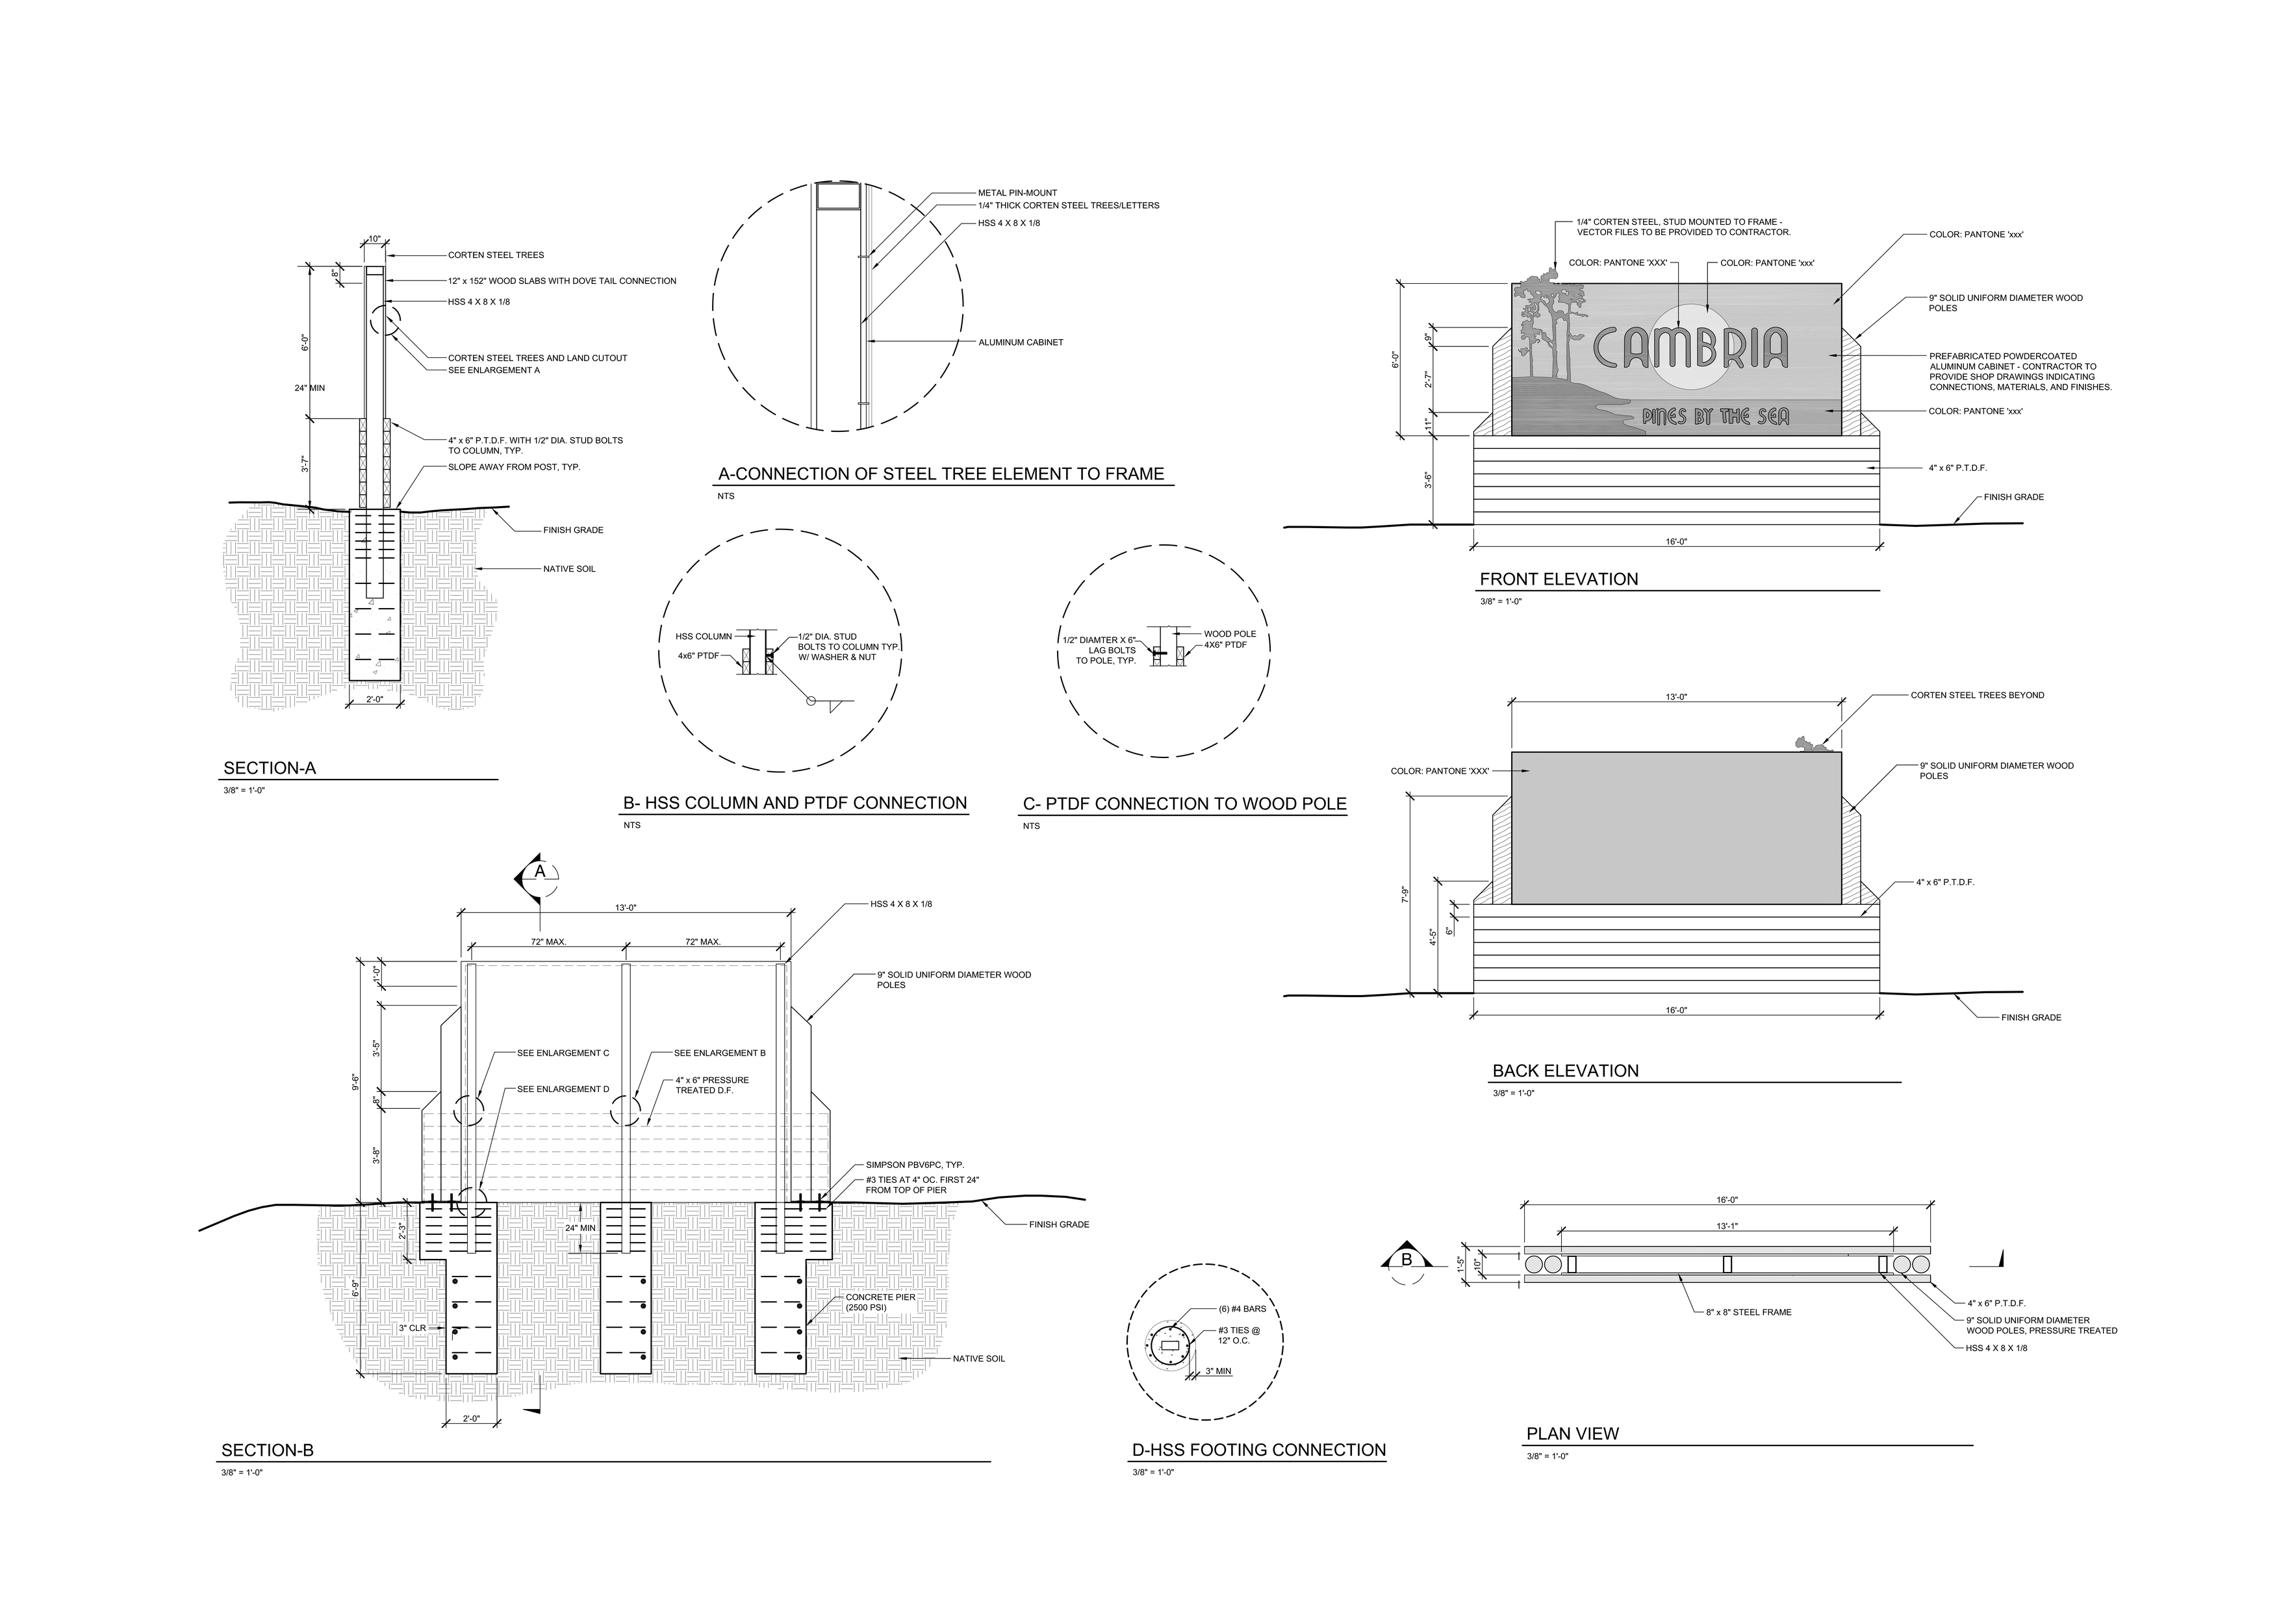 10"
8"
6'-0"
24" MIN
3'-7"
2'-0"
CORTEN STEEL TREES
12" x 152" WOOD SLABS WITH DOVE TAIL CONNECTION
HSS 4 X 8 X 1/8
CORTEN STEEL TREES AND LAND CUTOUT
SEE ENLARGEMENT A
4" x 6" P.T.D.F. WITH 1/2" DIA. STUD BOLTS
TO COLUMN, TYP.
SLOPE AWAY FROM POST, TYP.
FINISH GRADE
NATIVE SOIL
SECTION-A
3/8" = 1'-0"
METAL PIN-MOUNT
1/4" THICK CORTEN STEEL TREES/LETTERS
HSS 4 X 8 X 1/8
ALUMINUM CABINET
A-CONNECTION OF STEEL TREE ELEMENT TO FRAME
NTS
HSS COLUMN
4x6" PTDF
1/2" DIA. STUD
BOLTS TO COLUMN TYP.
W/ WASHER & NUT
B- HSS COLUMN AND PTDF CONNECTION
NTS
1/2" DIAMTER X 6"
LAG BOLTS
TO POLE, TYP.
WOOD POLE
4X6" PTDF
C- PTDF CONNECTION TO WOOD POLE
NTS
1/4" CORTEN STEEL, STUD MOUNTED TO FRAME -
VECTOR FILES TO BE PROVIDED TO CONTRACTOR.
COLOR: PANTONE 'XXX'
COLOR: PANTONE 'xxx'
COLOR: PANTONE 'xxx'
9" SOLID UNIFORM DIAMETER WOOD
POLES
PREFABRICATED POWDERCOATED
ALUMINUM CABINET - CONTRACTOR TO
PROVIDE SHOP DRAWINGS INDICATING
CONNECTIONS, MATERIALS, AND FINISHES.
COLOR: PANTONE 'xxx'
4" x 6" P.T.D.F.
FINISH GRADE
CAMBRIA
PINES BY THE SEA
6'-0"
9"
2'-7"
11"
3'-6"
16'-0"
FRONT ELEVATION
3/8" = 1'-0"
13'-0"
CORTEN STEEL TREES BEYOND
COLOR: PANTONE 'XXX'
9" SOLID UNIFORM DIAMETER WOOD
POLES
4" x 6" P.T.D.F.
7'-9"
4'-5"
6"
16'-0"
FINISH GRADE
BACK ELEVATION
3/8" = 1'-0"
A
13'-0"
72" MAX.
72" MAX.
HSS 4 X 8 X 1/8
9" SOLID UNIFORM DIAMETER WOOD
POLES
1'-0"
3'-5"
9'-6"
8"
3'-8"
SEE ENLARGEMENT C
SEE ENLARGEMENT B
SEE ENLARGEMENT D
4" x 6" PRESSURE
TREATED D.F.
SIMPSON PBV6PC, TYP.
#3 TIES AT 4" OC. FIRST 24"
FROM TOP OF PIER
24" MIN
2'-3"
6'-9"
FINISH GRADE
CONCRETE PIER
(2500 PSI)
3" CLR
NATIVE SOIL
2'-0"
SECTION-B
3/8" = 1'-0"
(6) #4 BARS
#3 TIES @
12" O.C.
3" MIN
D-HSS FOOTING CONNECTION
3/8" = 1'-0"
16'-0"
13'-1"
B
1'-5"
10"
8" x 8" STEEL FRAME
4" x 6" P.T.D.F.
9" SOLID UNIFORM DIAMETER
WOOD POLES, PRESSURE TREATED
HSS 4 X 8 X 1/8
PLAN VIEW
3/8" = 1'-0"